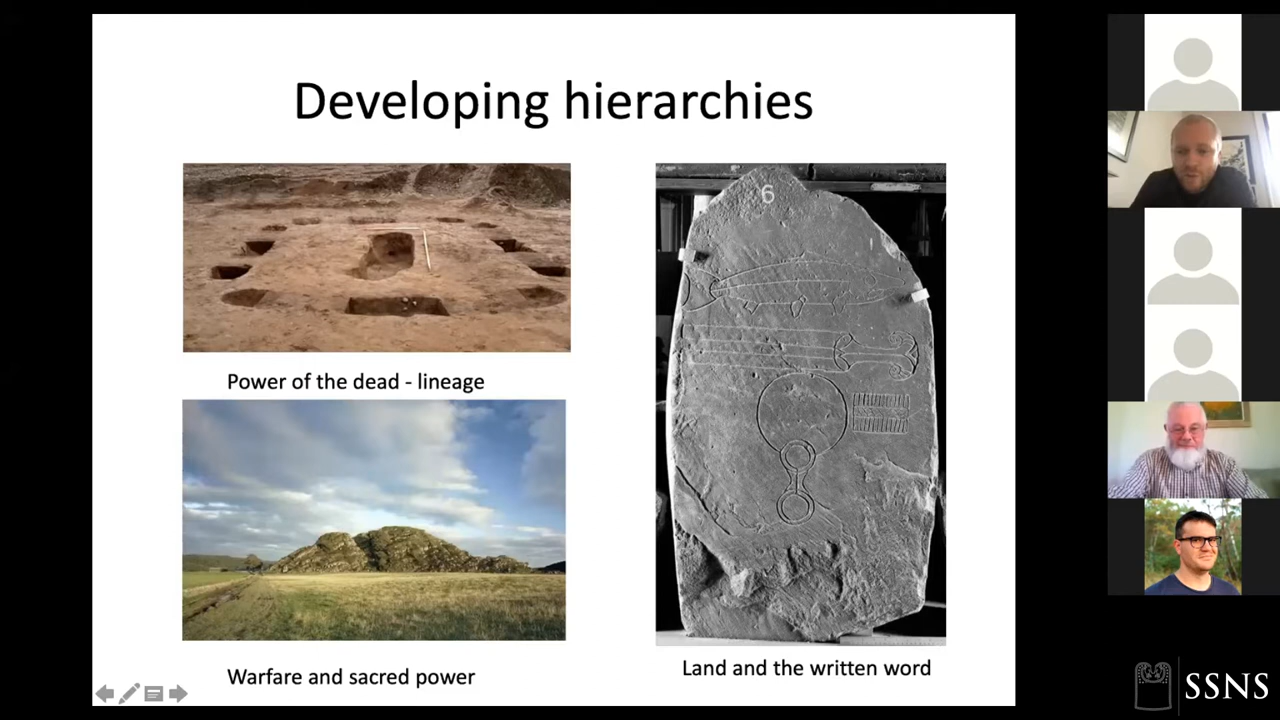 Developing hierarchies
6
Power of the dead - lineage
Warfare and sacred power
Land and the written word
SSNS